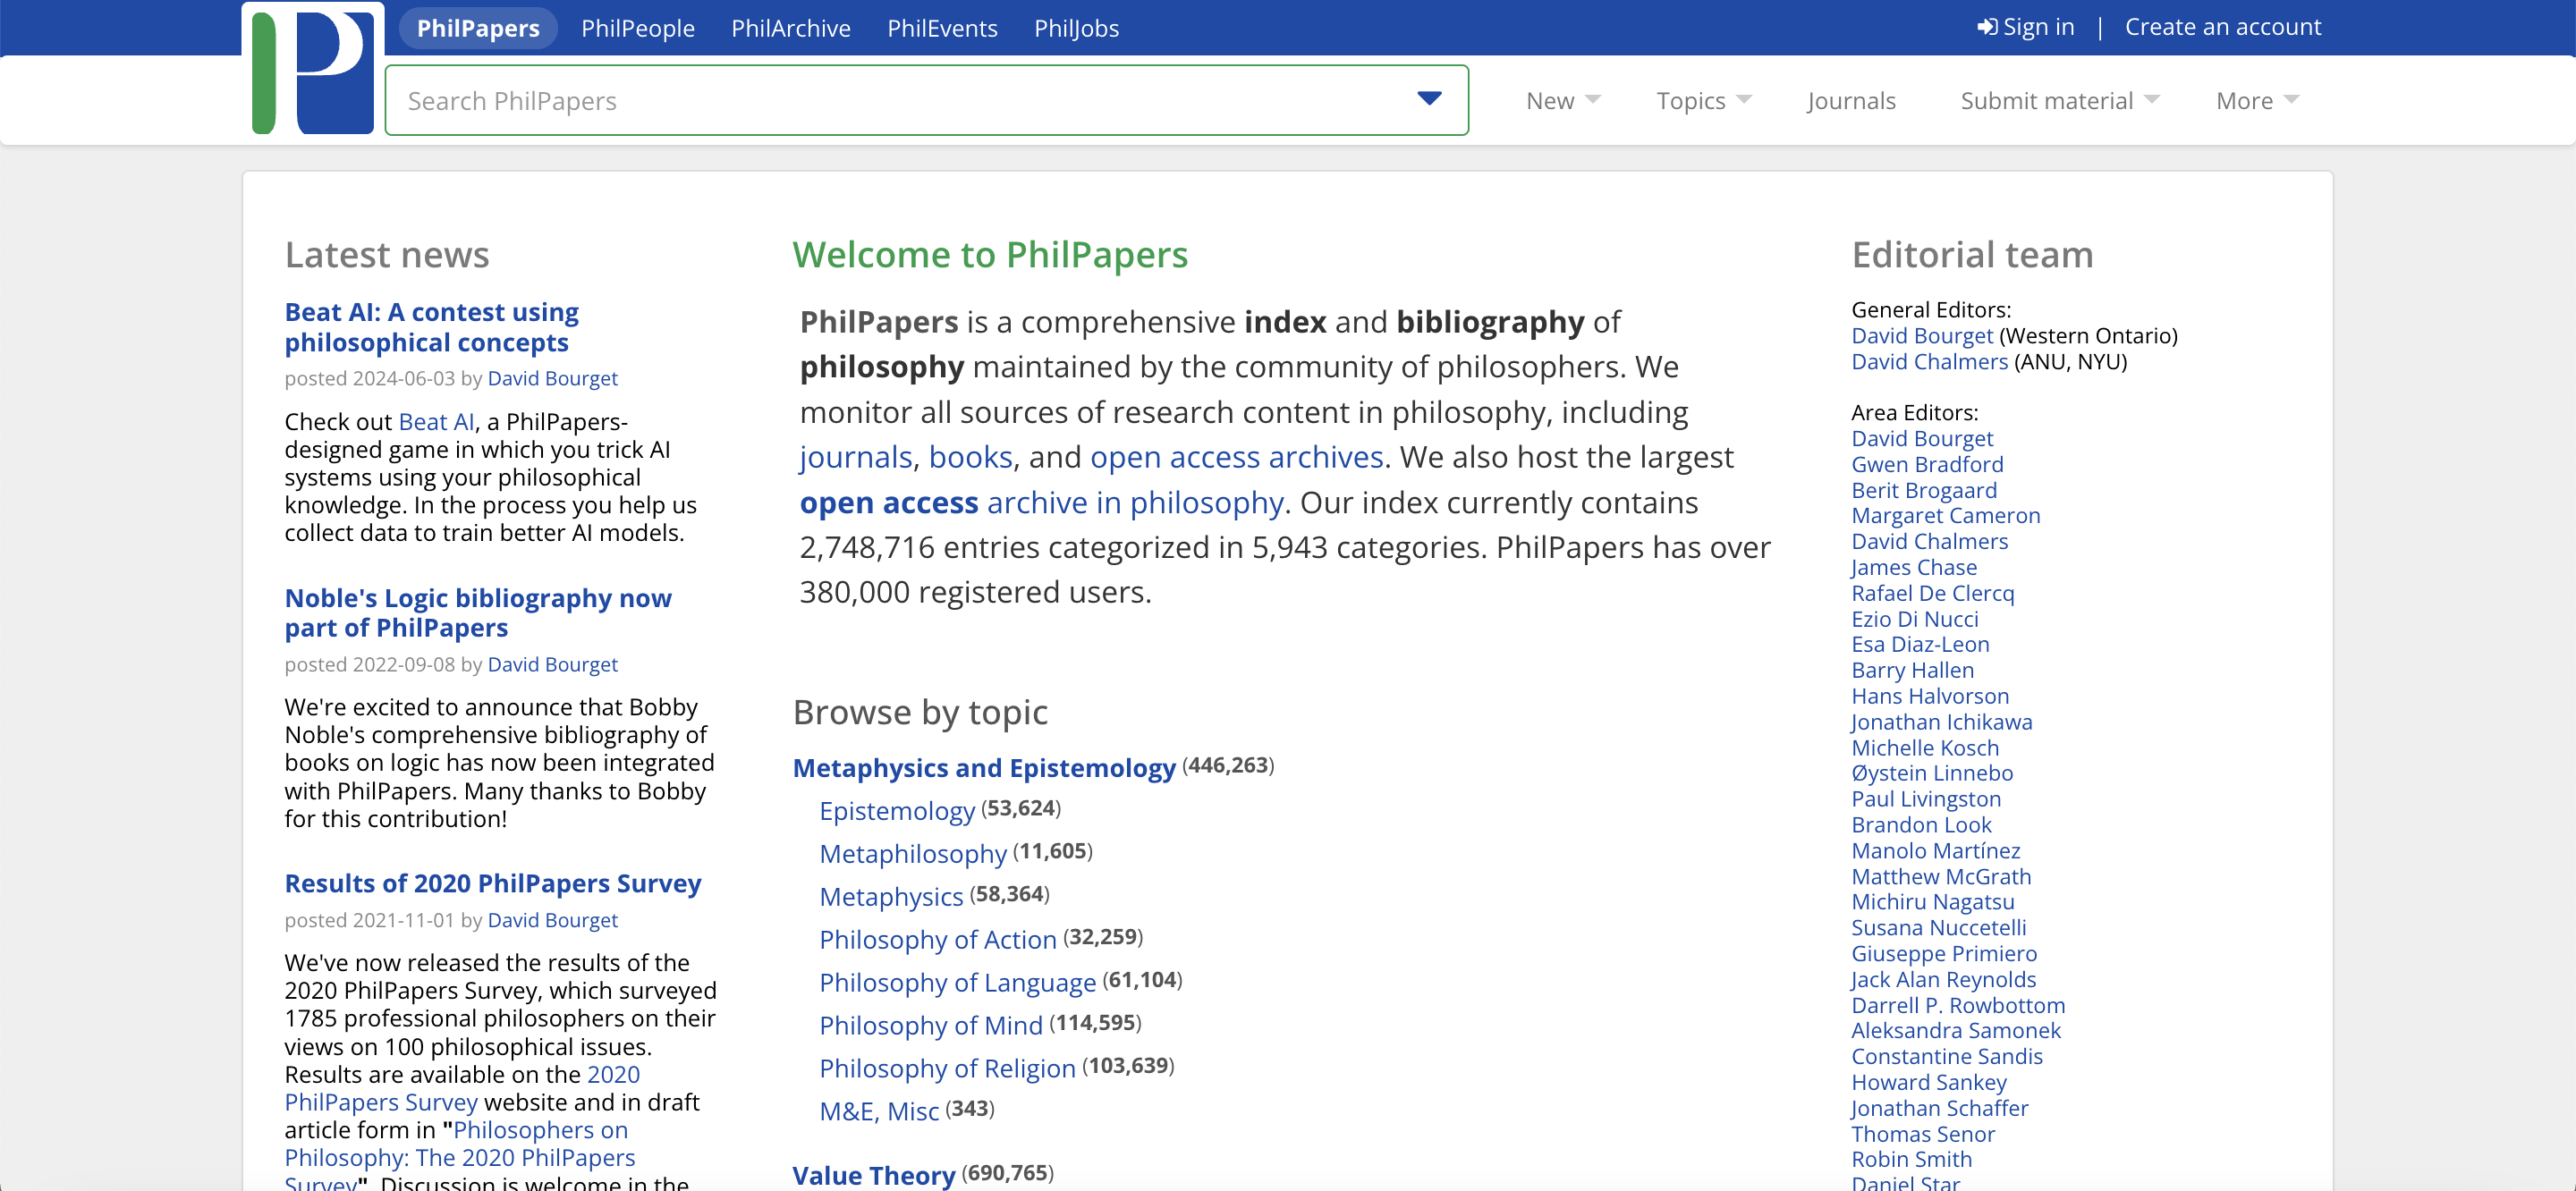 PhilPapers PhilPeople PhilArchive PhilEvents PhilJobs
Sign in | Create an account
Search PhilPapers
New Topics Journals Submit material More
Latest news
Beat AI: A contest using
philosophical concepts
posted 2024-06-03 by David Bourget
Check out Beat AI, a PhilPapers-
designed game in which you trick AI
systems using your philosophical
knowledge. In the process you help us
collect data to train better AI models.
Noble's Logic bibliography now
part of PhilPapers
posted 2022-09-08 by David Bourget
We're excited to announce that Bobby
Noble's comprehensive bibliography of
books on logic has now been integrated
with PhilPapers. Many thanks to Bobby
for this contribution!
Results of 2020 PhilPapers Survey
posted 2021-11-01 by David Bourget
We've now released the results of the
2020 PhilPapers Survey, which surveyed
1785 professional philosophers on their
views on 100 philosophical issues.
Results are available on the 2020
PhilPapers Survey website and in draft
article form in "Philosophers on
Philosophy: The 2020 PhilPapers
Survey". Discussion is welcome in the
Welcome to PhilPapers
PhilPapers is a comprehensive index and bibliography of
philosophy maintained by the community of philosophers. We
monitor all sources of research content in philosophy, including
journals, books, and open access archives. We also host the largest
open access archive in philosophy. Our index currently contains
2,748,716 entries categorized in 5,943 categories. PhilPapers has over
380,000 registered users.
Browse by topic
Metaphysics and Epistemology (446,263)
Epistemology (53,624)
Metaphilosophy (11,605)
Metaphysics (58,364)
Philosophy of Action (32,259)
Philosophy of Language (61,104)
Philosophy of Mind (114,595)
Philosophy of Religion (103,639)
M&E, Misc (343)
Value Theory (690,765)
Editorial team
General Editors:
David Bourget (Western Ontario)
David Chalmers (ANU, NYU)
Area Editors:
David Bourget
Gwen Bradford
Berit Brogaard
Margaret Cameron
David Chalmers
James Chase
Rafael De Clercq
Ezio Di Nucci
Esa Diaz-Leon
Barry Hallen
Hans Halvorson
Jonathan Ichikawa
Michelle Kosch
Øystein Linnebo
Paul Livingston
Brandon Look
Manolo Martínez
Matthew McGrath
Michiru Nagatsu
Susana Nuccetelli
Giuseppe Primiero
Jack Alan Reynolds
Darrell P. Rowbottom
Aleksandra Samonek
Constantine Sandis
Howard Sankey
Jonathan Schaffer
Thomas Senor
Robin Smith
Daniel Star